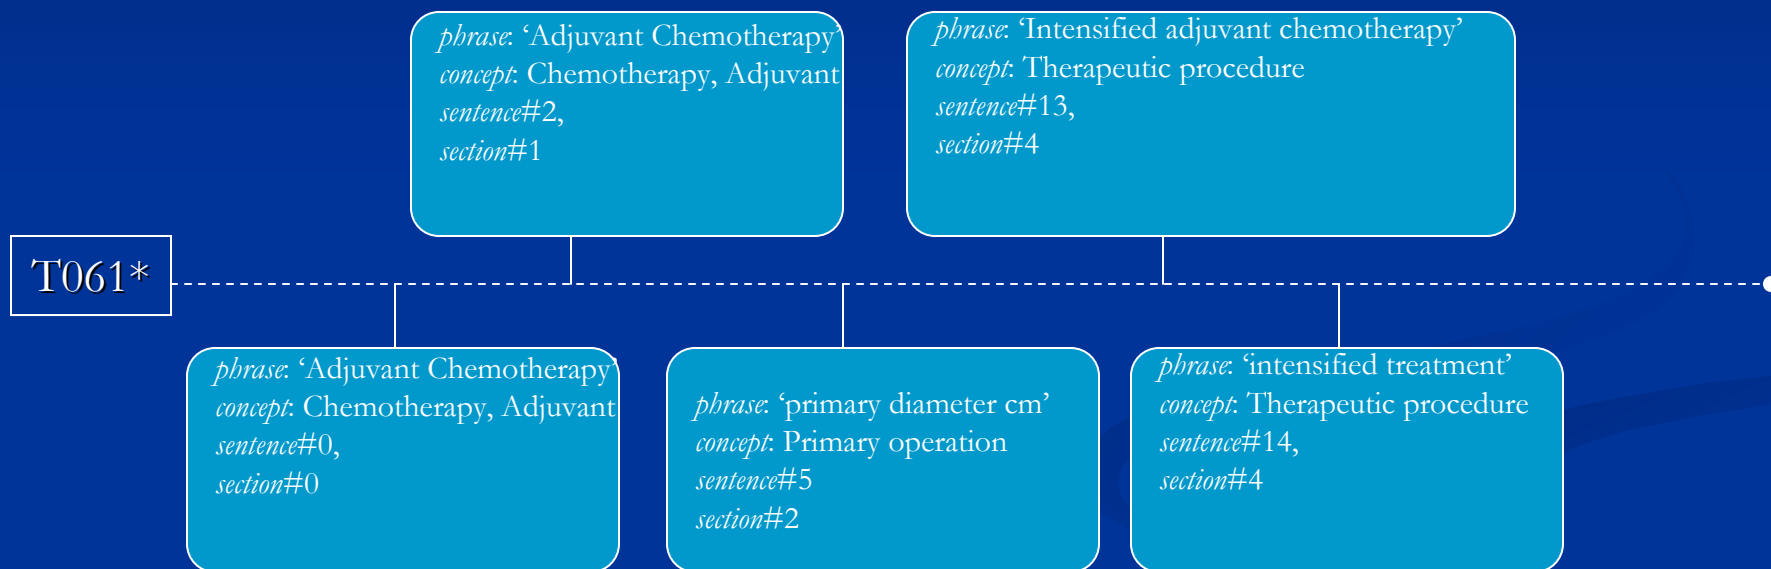 phrase: ‘Adjuvant Chemotherapy’
concept: Chemotherapy, Adjuvant
sentence#2,
section#1
phrase: ‘Intensified adjuvant chemotherapy’
concept: Therapeutic procedure
sentence#13,
section#4
T061*
phrase: ‘Adjuvant Chemotherapy’
concept: Chemotherapy, Adjuvant
sentence#0,
section#0
phrase: ‘primary diameter cm’
concept: Primary operation
sentence#5
section#2
phrase: ‘intensified treatment’
concept: Therapeutic procedure
sentence#14,
section#4